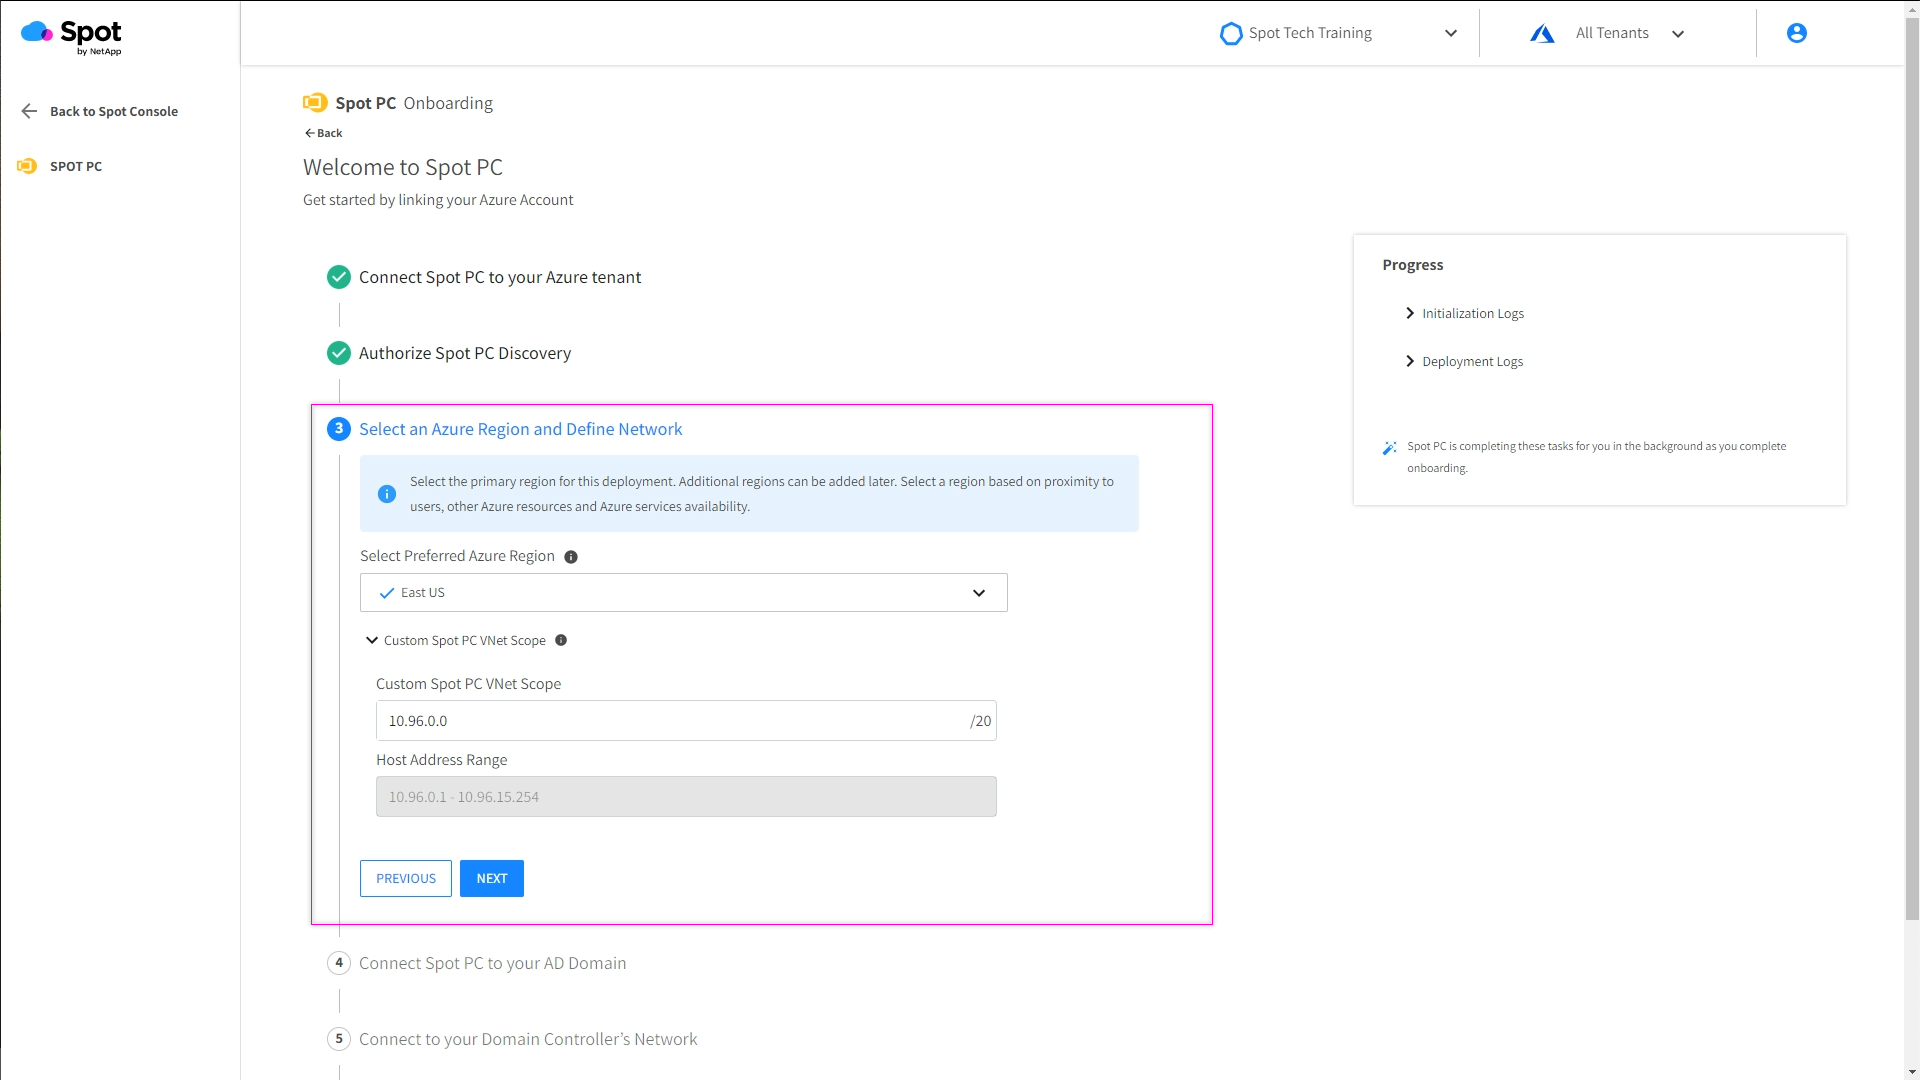 Spot
by NetApp
Spot Tech Training
All Tenants
Back to Spot Console
SPOT PC
Spot PC Onboarding
Back
Welcome to Spot PC
Get started by linking your Azure Account
Connect Spot PC to your Azure tenant
Authorize Spot PC Discovery
3 Select an Azure Region and Define Network
Select the primary region for this deployment. Additional regions can be added later. Select a region based on proximity to
users, other Azure resources and Azure services availability.
Select Preferred Azure Region
East US
Custom Spot PC VNet Scope
Custom Spot PC VNet Scope
10.96.0.0 /20
Host Address Range
10.96.0.1 - 10.96.15.254
PREVIOUS NEXT
4 Connect Spot PC to your AD Domain
5 Connect to your Domain Controller’s Network
Progress
Initialization Logs
Deployment Logs
Spot PC is completing these tasks for you in the background as you complete
onboarding.